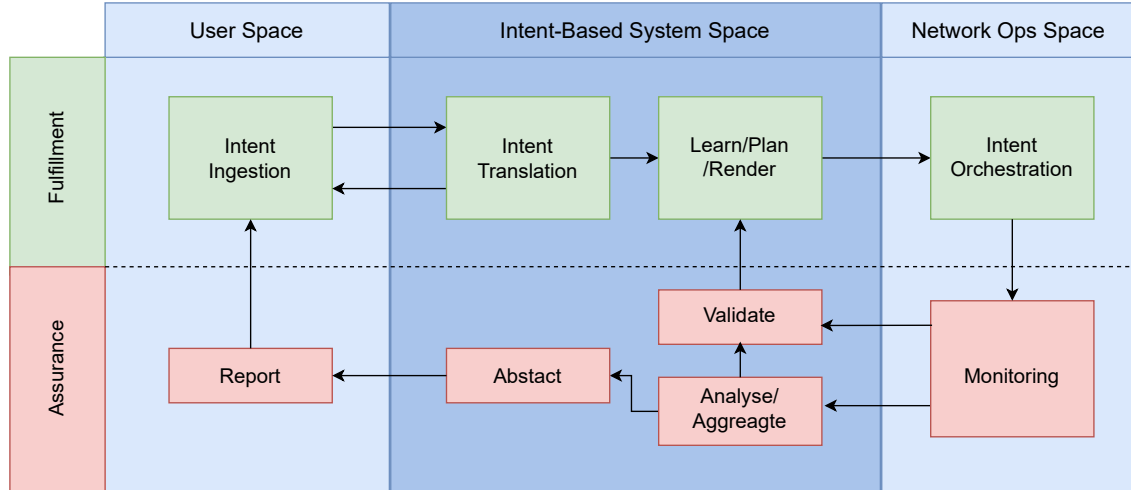 User Space
Intent-Based System Space
Network Ops Space
Fulfillment
Intent
Ingestion
Intent
Translation
Learn/Plan
/Render
Intent
Orchestration
Assurance
Report
Abstact
Validate
Analyse/
Aggreagte
Monitoring